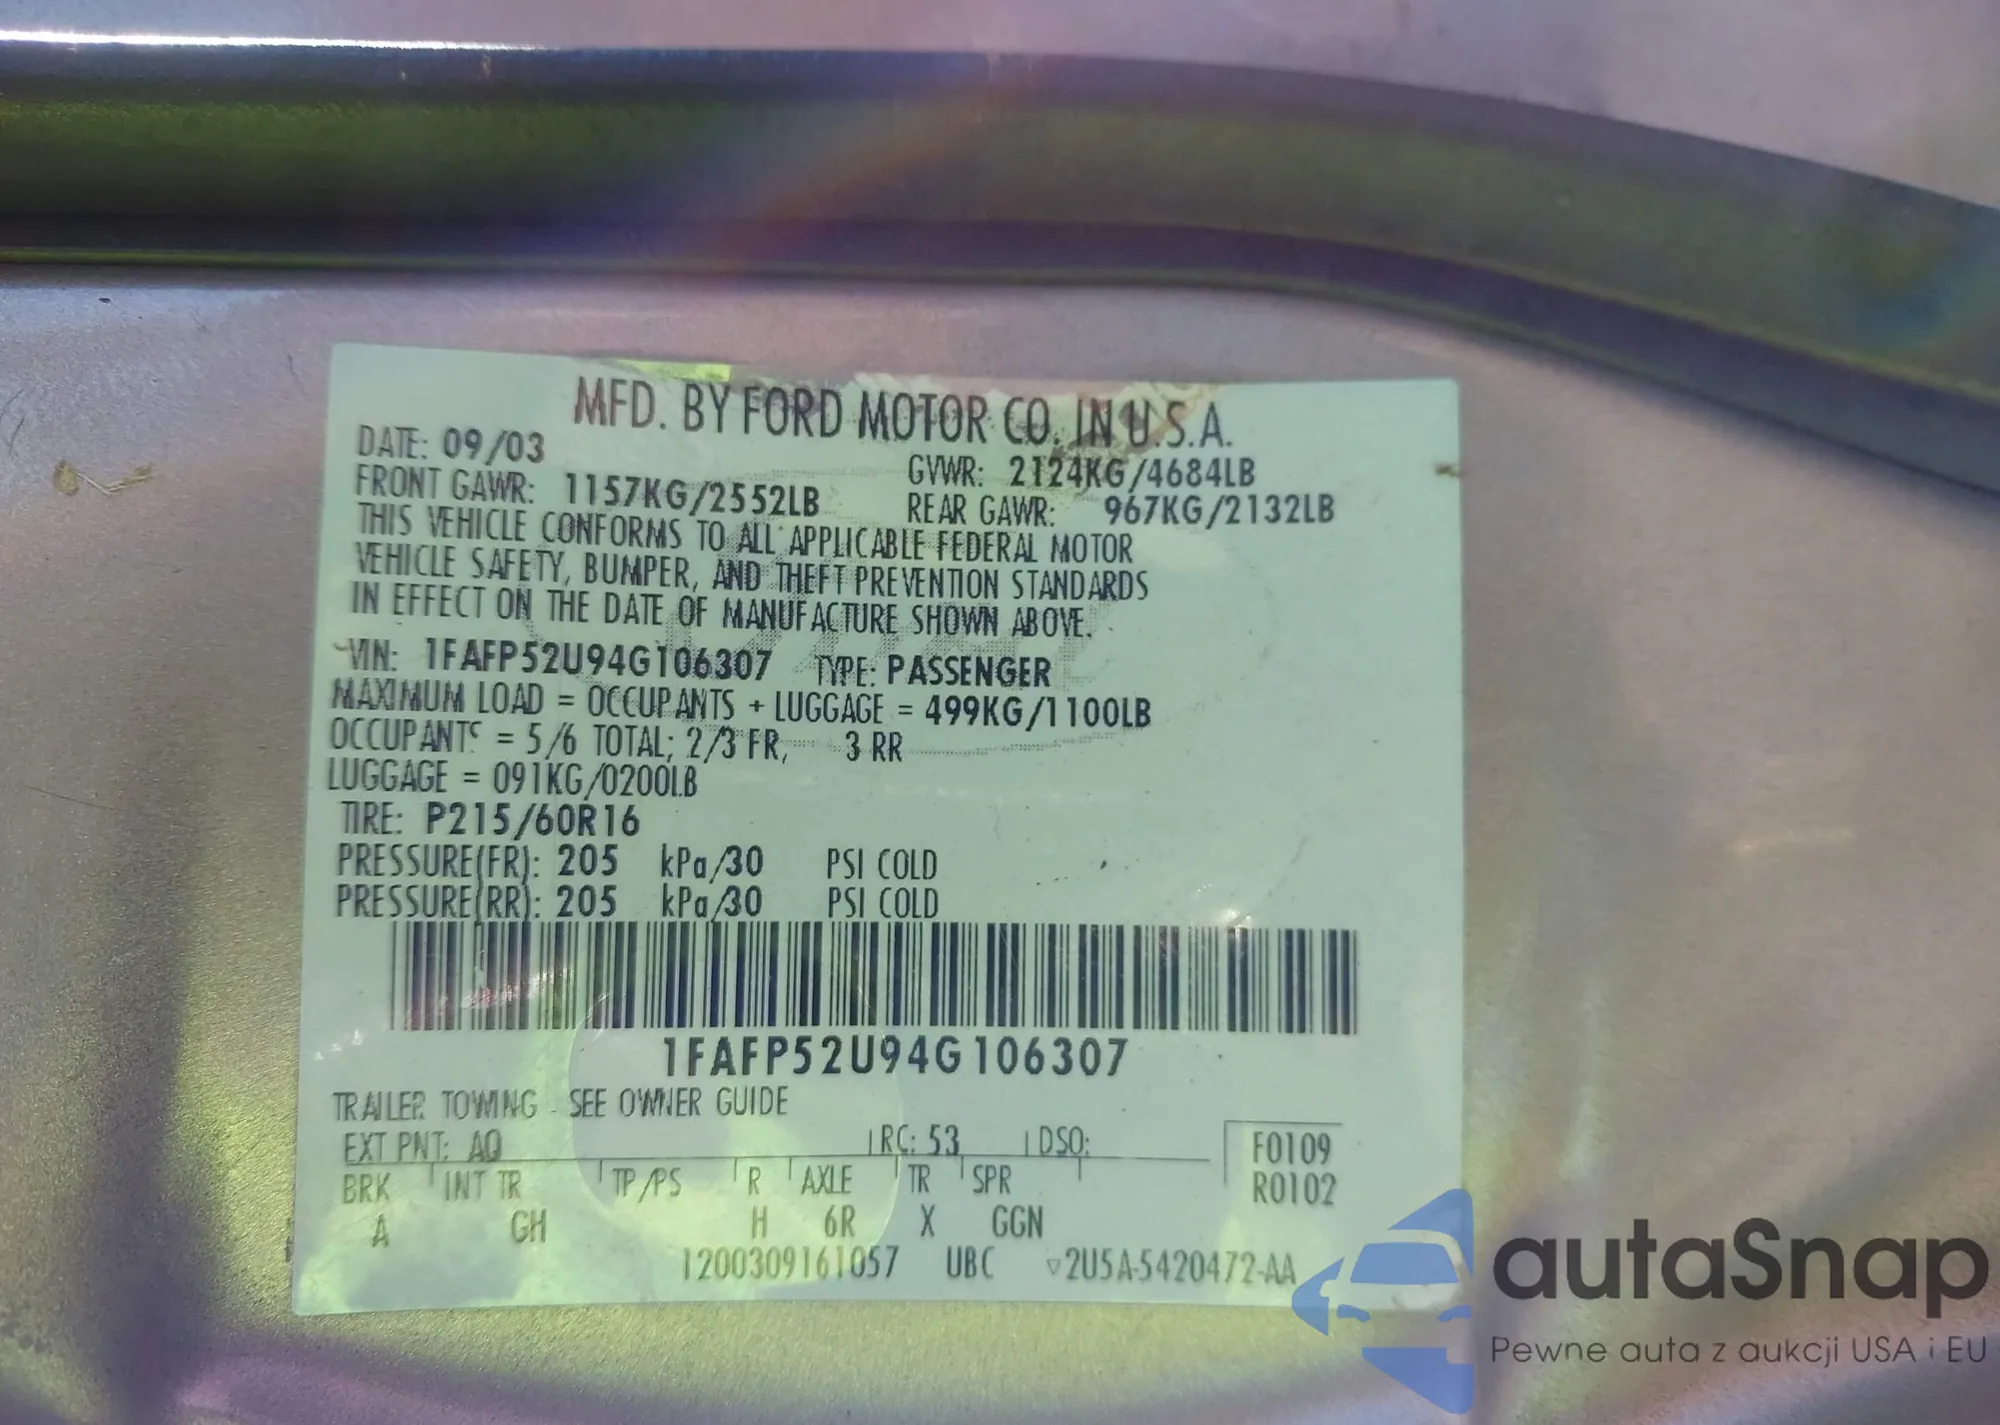 MFD. BY FORD MOTOR CO. IN U.S.A.
DATE: 09/03
GVWR: 2124KG/4684LB
FRONT GAWR: 1157KG/2552LB
REAR GAWR: 967KG/2132LB
THIS VEHICLE CONFORMS TO ALL APPLICABLE FEDERAL MOTOR
VEHICLE SAFETY, BUMPER, AND THEFT PREVENTION STANDARDS
IN EFFECT ON THE DATE OF MANUFACTURE SHOWN ABOVE.
VIN: 1FAFP52U94G106307 TYPE: PASSENGER
MAXIMUM LOAD = OCCUPANTS + LUGGAGE = 499KG/1100LB
OCCUPANTS = 5/6 TOTAL; 2/3 FR, 3 RR
LUGGAGE = 091KG/0200LB
TIRE: P215/60R16
PRESSURE(FR): 205 kPa/30 PSI COLD
PRESSURE(RR): 205 kPa/30 PSI COLD
1FAFP52U94G106307
TRAILER TOWING - SEE OWNER GUIDE
EXT PNT: AQ RC: 53 DSO: F0109
BRK INT TR TP/PS R AXLE TR SPR R0102
A GH H 6R X GGN
1200309161057 UBC ▽2U5A-5420472-AA
autaSnap
Pewne auta z aukcji USA i EU